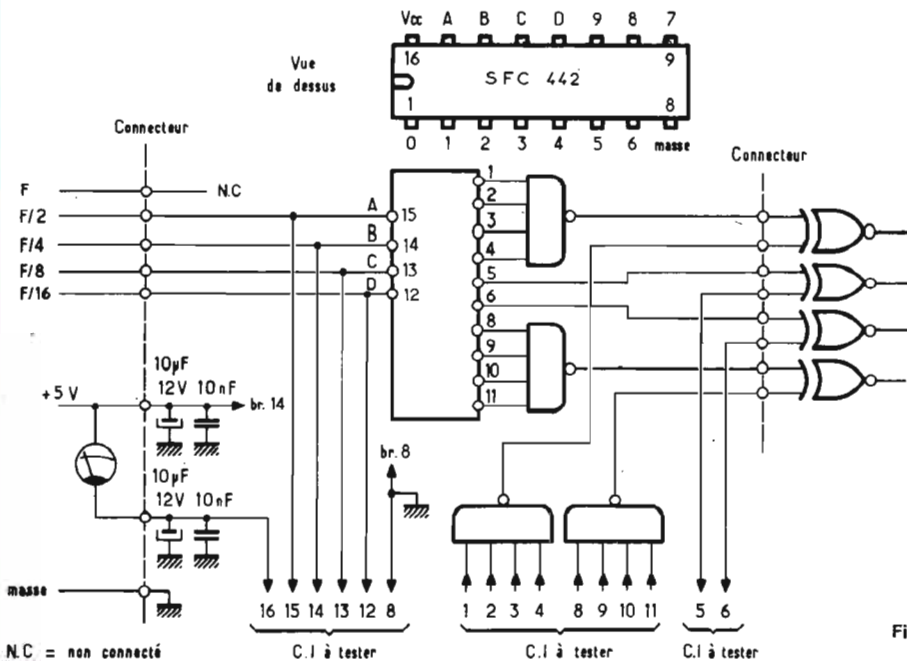 Vcc A B C D 9 8 7
16 9
Vue de dessus
SFC 442
1 8
0 1 2 3 4 5 6 masse
Connecteur
Connecteur
F
N.C
F/2
F/4
F/8
F/16
A
B
C
D
15
14
13
12
1
2
3
4
5
6
8
9
10
11
+5 V
10µF
12V 10nF
br. 14
10µF
12V 10nF
br. 8
masse
16 15 14 13 12 8
1 2 3 4
8 9 10 11
5 6
C.I à tester
C.I à tester
C.I à tester
N.C = non connecté
Fi